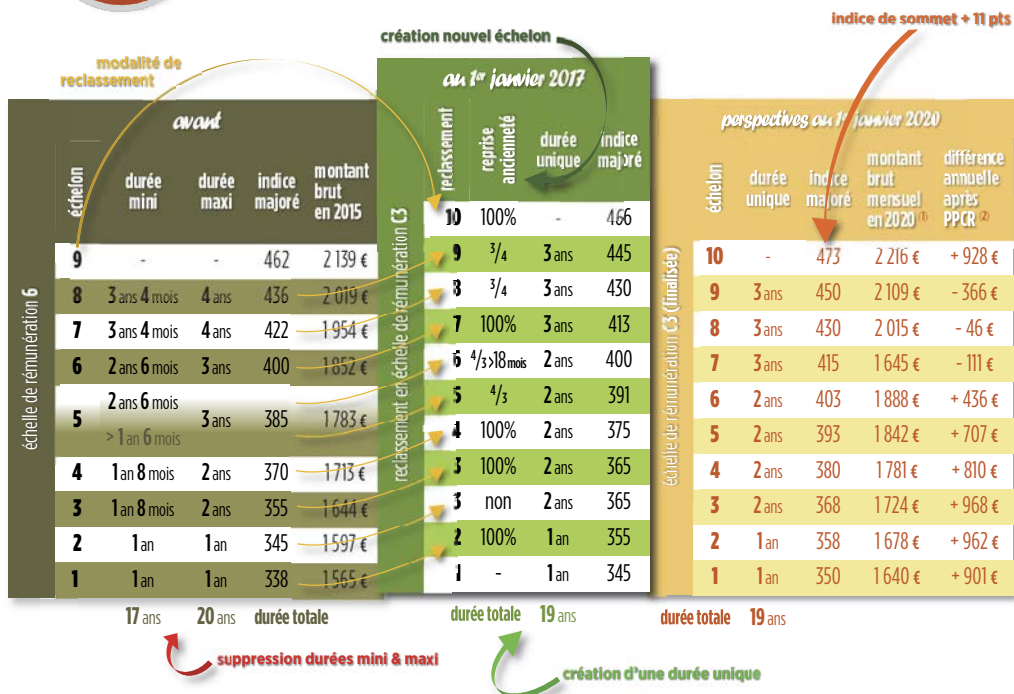 indice de sommet + 11 pts
création nouvel échelon
modalité de
reclassement
avant
échelle de rémunération 6
échelon durée mini durée maxi indice majoré montant brut en 2015
9 - - 462 2 139 €
8 3 ans 4 mois 4 ans 436 2 019 €
7 3 ans 4 mois 4 ans 422 1 954 €
6 2 ans 6 mois 3 ans 400 1 852 €
5 2 ans 6 mois > 1 an 6 mois 3 ans 385 1 783 €
4 1 an 8 mois 2 ans 370 1 713 €
3 1 an 8 mois 2 ans 355 1 644 €
2 1 an 1 an 345 1 597 €
1 1 an 1 an 338 1 565 €
17 ans 20 ans durée totale
suppression durées mini & maxi
au 1er janvier 2017
reclassement en échelle de rémunération C3
reclassement reprise ancienneté durée unique indice majoré
10 100% - 466
9 3/4 3 ans 445
8 3/4 3 ans 430
7 100% 3 ans 413
6 4/3>18 mois 2 ans 400
5 4/3 2 ans 391
4 100% 2 ans 375
3 100% 2 ans 365
3 non 2 ans 365
2 100% 1 an 355
1 - 1 an 345
durée totale 19 ans
création d'une durée unique
perspectives au 1er janvier 2020
échelle de rémunération C3 (finalisée)
échelon durée unique indice majoré montant brut mensuel en 2020 (1) différence annuelle après PPCR (2)
10 - 473 2 216 € + 928 €
9 3 ans 450 2 109 € - 366 €
8 3 ans 430 2 015 € - 46 €
7 3 ans 415 1 645 € - 111 €
6 2 ans 403 1 888 € + 436 €
5 2 ans 393 1 842 € + 707 €
4 2 ans 380 1 781 € + 810 €
3 2 ans 368 1 724 € + 968 €
2 1 an 358 1 678 € + 962 €
1 1 an 350 1 640 € + 901 €
durée totale 19 ans